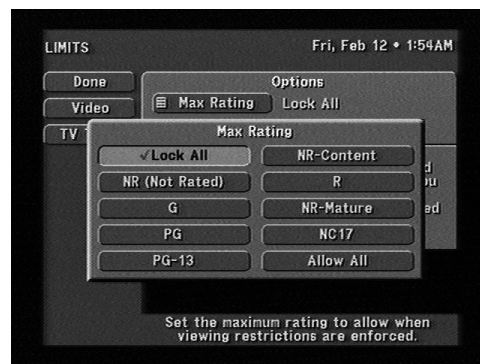 LIMITS
Fri, Feb 12 • 1:54AM
Done
Options
Video
Max Rating
Lock All
TV
Max Rating
✓Lock All
NR-Content
NR (Not Rated)
R
G
NR-Mature
PG
NC17
PG-13
Allow All
Set the maximum rating to allow when
viewing restrictions are enforced.